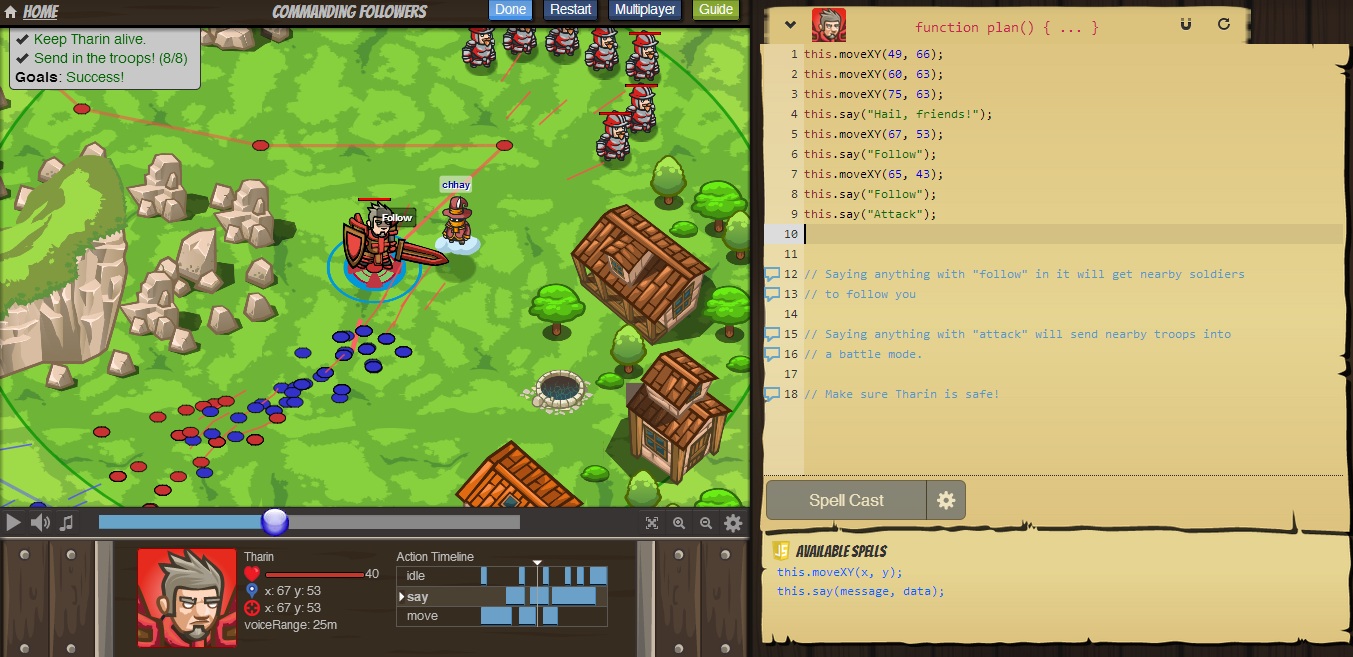 HOME
COMMANDING FOLLOWERS
Done
Restart
Multiplayer
Guide
✔ Keep Tharin alive.
✔ Send in the troops! (8/8)
Goals: Success!
chhay
Follow
Tharin
40
x: 67 y: 53
x: 67 y: 53
voiceRange: 25m
Action Timeline
idle
say
move
function plan() { ... }
1 this.moveXY(49, 66);
2 this.moveXY(60, 63);
3 this.moveXY(75, 63);
4 this.say("Hail, friends!");
5 this.moveXY(67, 53);
6 this.say("Follow");
7 this.moveXY(65, 43);
8 this.say("Follow");
9 this.say("Attack");
10
11
12 // Saying anything with "follow" in it will get nearby soldiers
13 // to follow you
14
15 // Saying anything with "attack" will send nearby troops into
16 // a battle mode.
17
18 // Make sure Tharin is safe!
Spell Cast
JS AVAILABLE SPELLS
this.moveXY(x, y);
this.say(message, data);